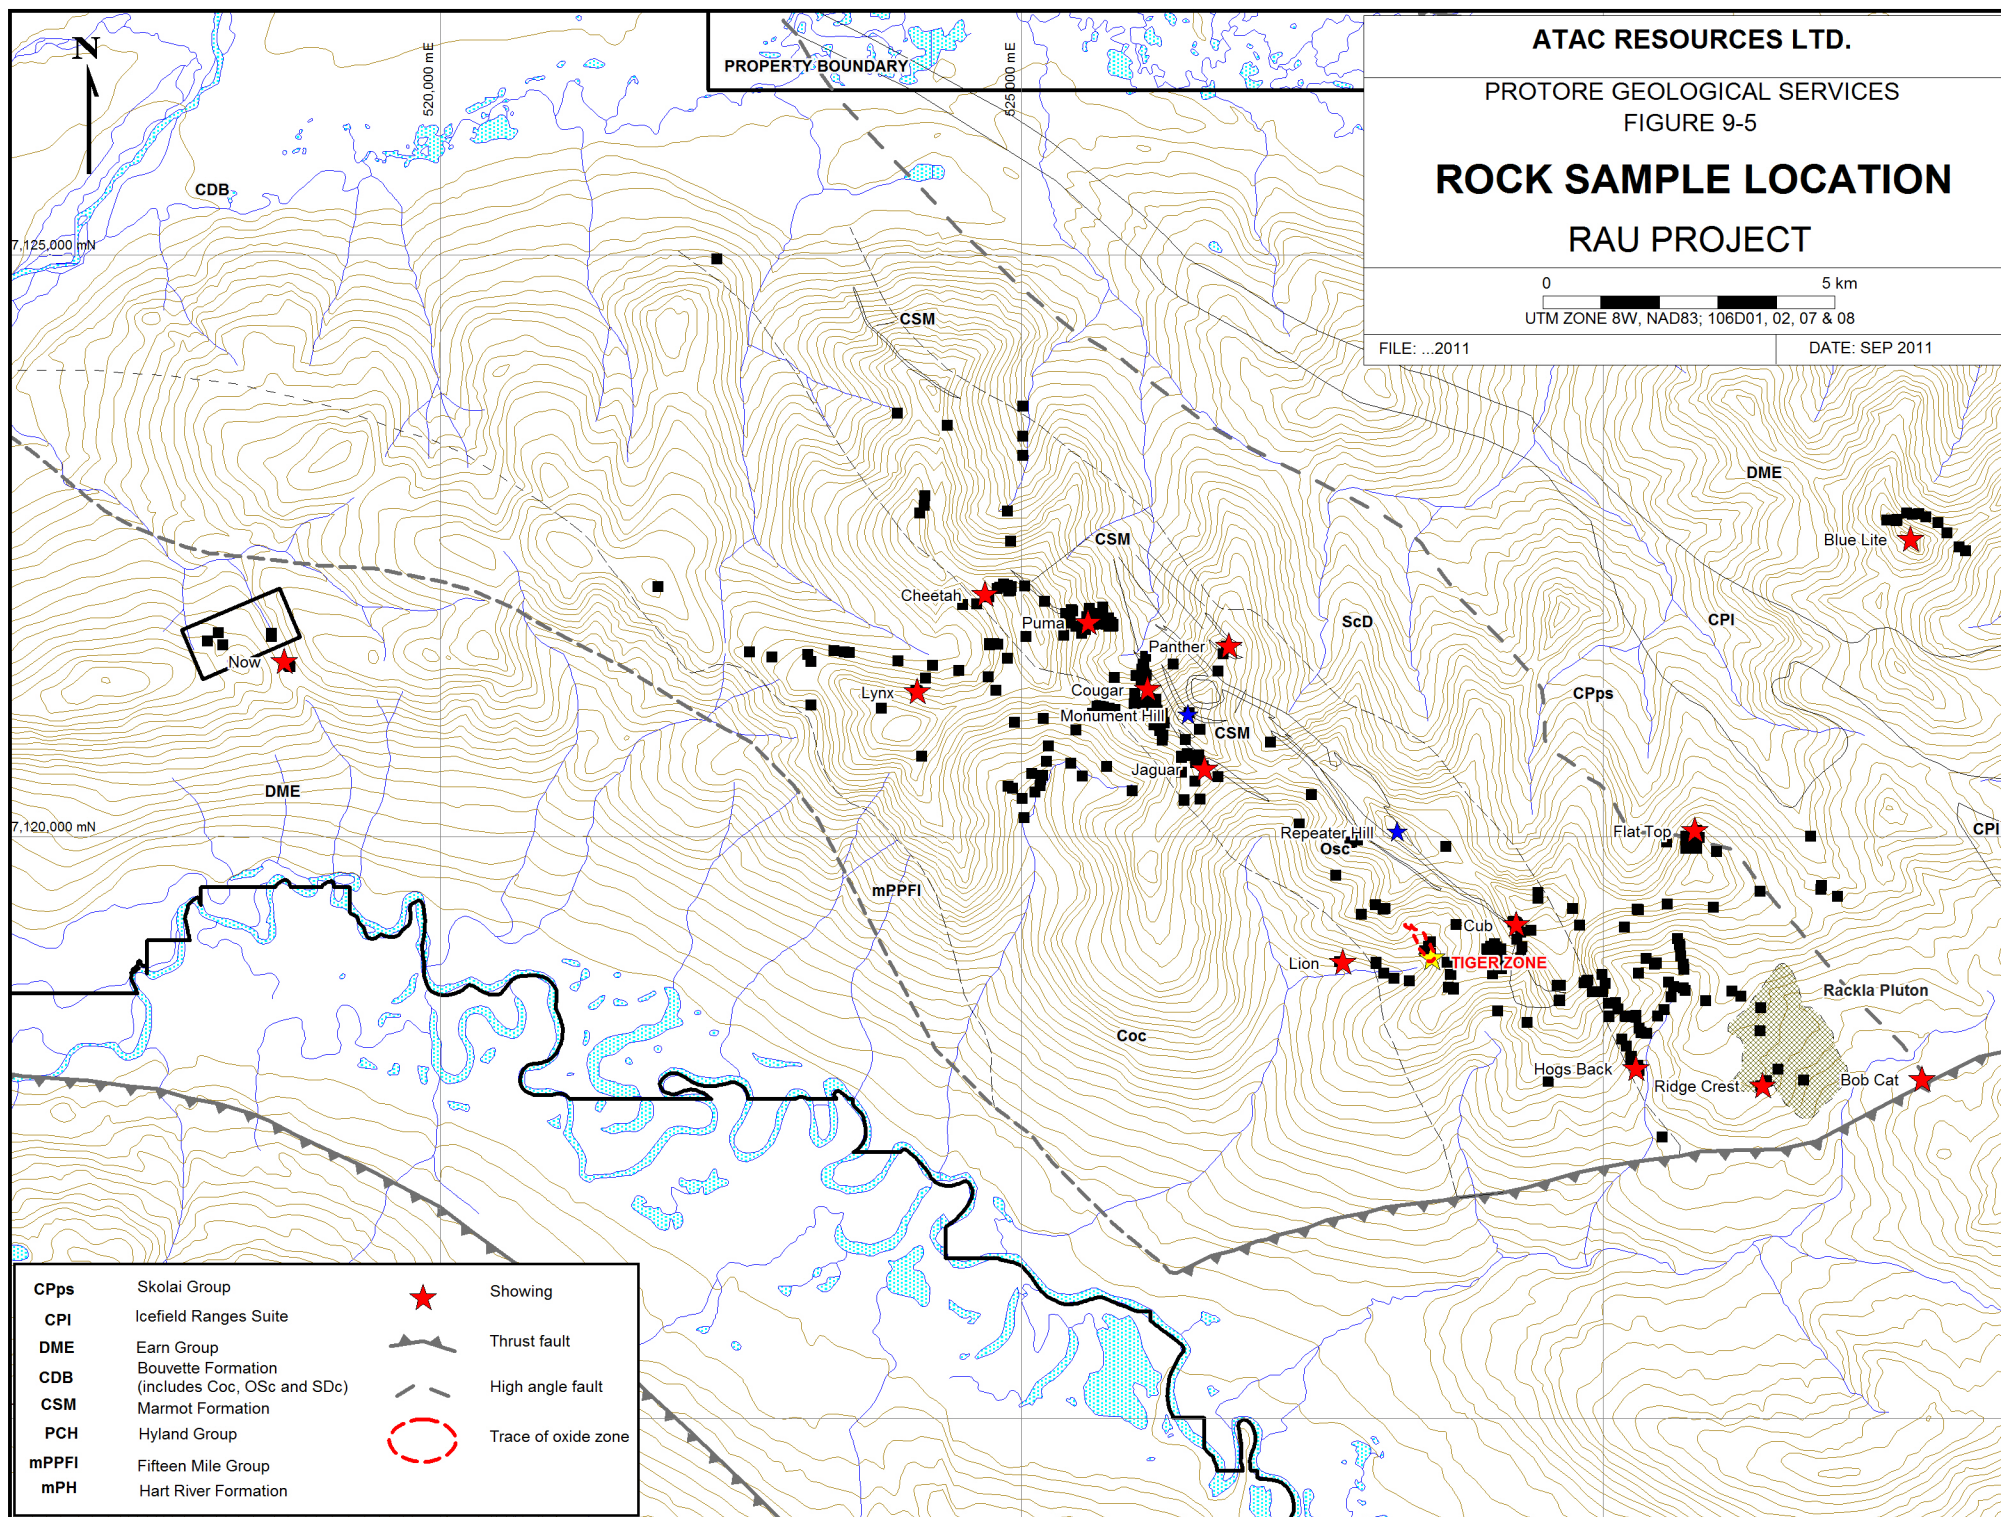 N
520,000 mE
PROPERTY BOUNDARY
525,000 mE
ATAC RESOURCES LTD.
PROTORE GEOLOGICAL SERVICES
FIGURE 9-5
ROCK SAMPLE LOCATION
RAU PROJECT
0 5 km
UTM ZONE 8W, NAD83; 106D01, 02, 07 & 08
FILE: ...2011 DATE: SEP 2011
CDB
7,125,000 mN
CSM
DME
CSM
Blue Lite
Cheetah
Puma
ScD
CPI
Panther
Now
Lynx
Cougar
CPps
Monument Hill
CSM
Jaguar
DME
7,120,000 mN
Repeater Hill
Flat Top
CPI
Osc
mPPFI
Cub
Lion
TIGER ZONE
Rackla Pluton
Coc
Hogs Back
Ridge Crest
Bob Cat
CPps Skolai Group
CPI Icefield Ranges Suite
DME Earn Group
CDB Bouvette Formation
(includes Coc, OSc and SDc)
CSM Marmot Formation
PCH Hyland Group
mPPFI Fifteen Mile Group
mPH Hart River Formation
Showing
Thrust fault
High angle fault
Trace of oxide zone